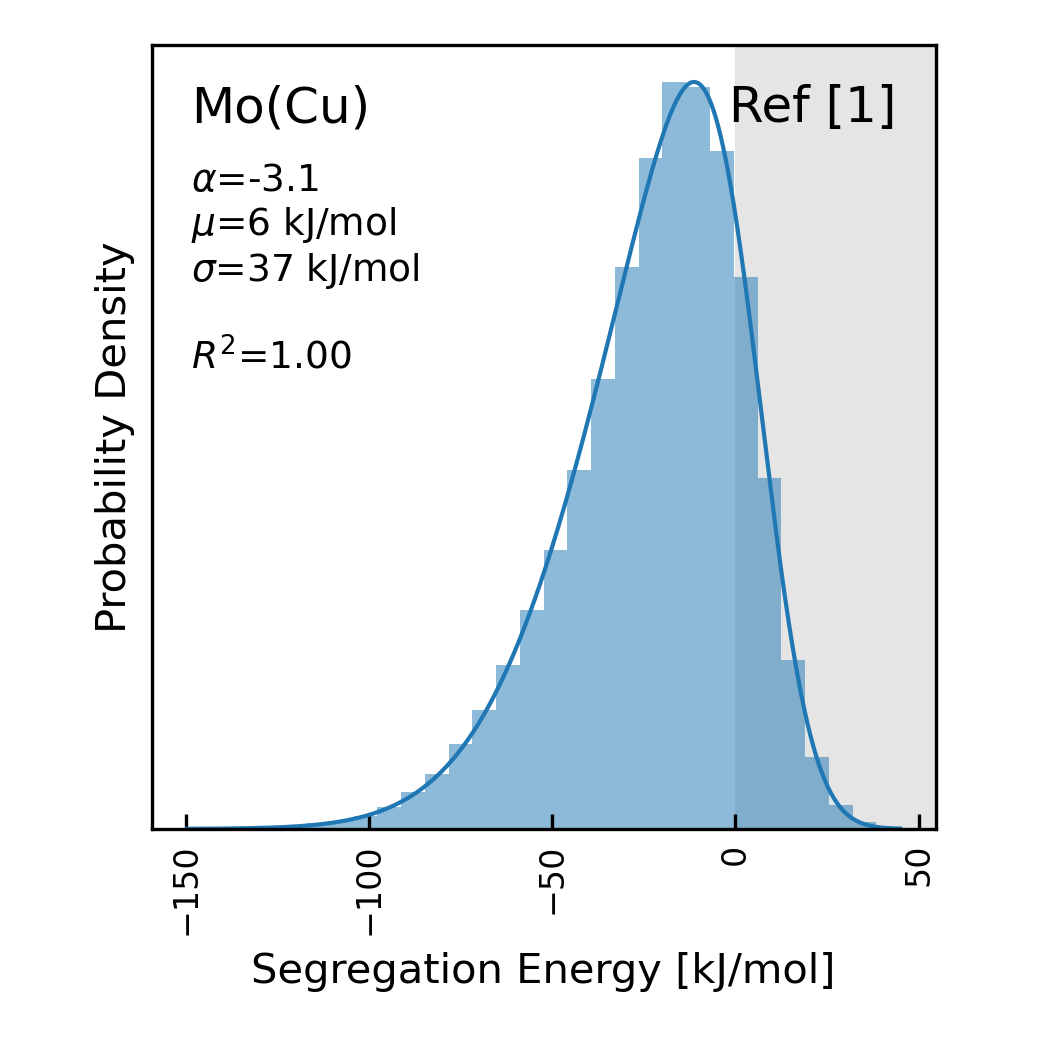 Mo(Cu)
Ref [1]
α=-3.1
μ=6 kJ/mol
σ=37 kJ/mol
R²=1.00
Probability Density
−150
−100
−50
0
50
Segregation Energy [kJ/mol]